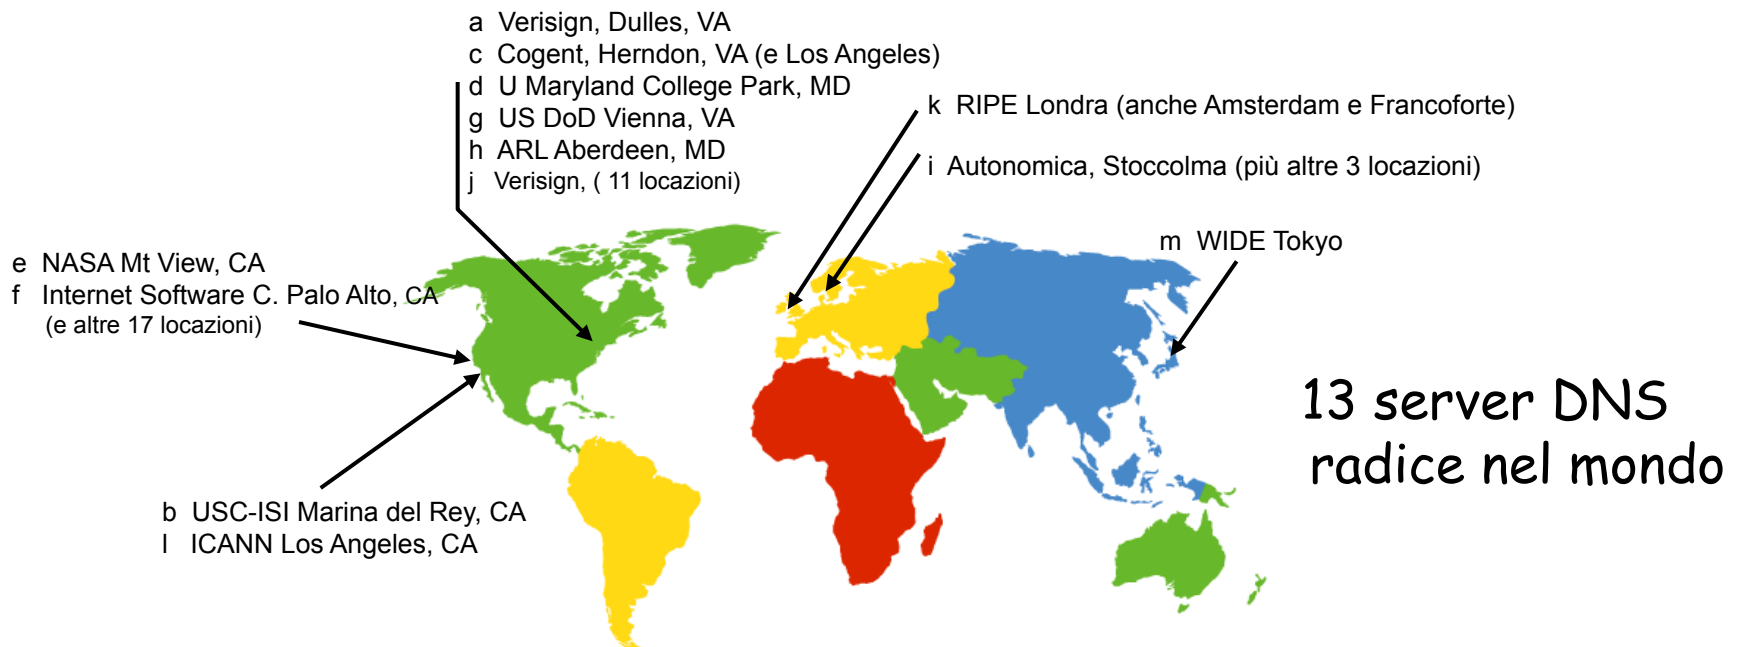 a Verisign, Dulles, VA
c Cogent, Herndon, VA (e Los Angeles)
d U Maryland College Park, MD
g US DoD Vienna, VA
h ARL Aberdeen, MD
j Verisign, ( 11 locazioni)
k RIPE Londra (anche Amsterdam e Francoforte)
i Autonomica, Stoccolma (più altre 3 locazioni)
m WIDE Tokyo
e NASA Mt View, CA
f Internet Software C. Palo Alto, CA
(e altre 17 locazioni)
13 server DNS
radice nel mondo
b USC-ISI Marina del Rey, CA
l ICANN Los Angeles, CA